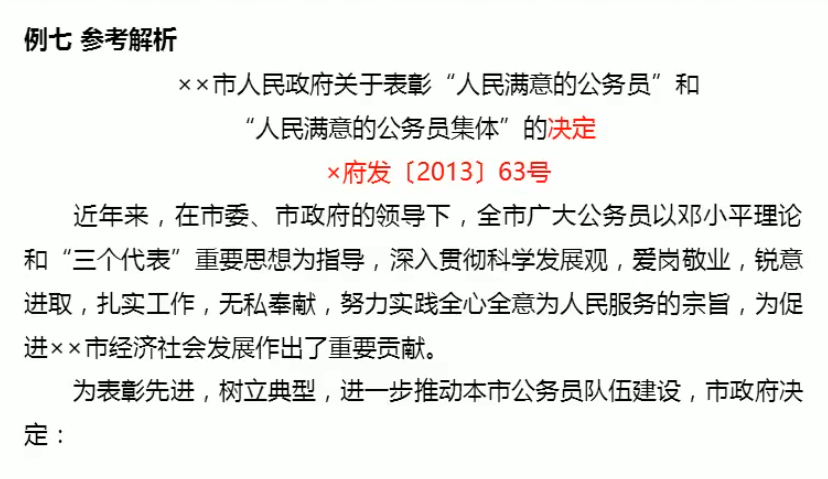 例七 参考解析
××市人民政府关于表彰“人民满意的公务员”和
“人民满意的公务员集体”的决定
×府发〔2013〕63号
近年来，在市委、市政府的领导下，全市广大公务员以邓小平理论
和“三个代表”重要思想为指导，深入贯彻科学发展观，爱岗敬业，锐意
进取，扎实工作，无私奉献，努力实践全心全意为人民服务的宗旨，为促
进××市经济社会发展作出了重要贡献。
为表彰先进，树立典型，进一步推动本市公务员队伍建设，市政府决
定：